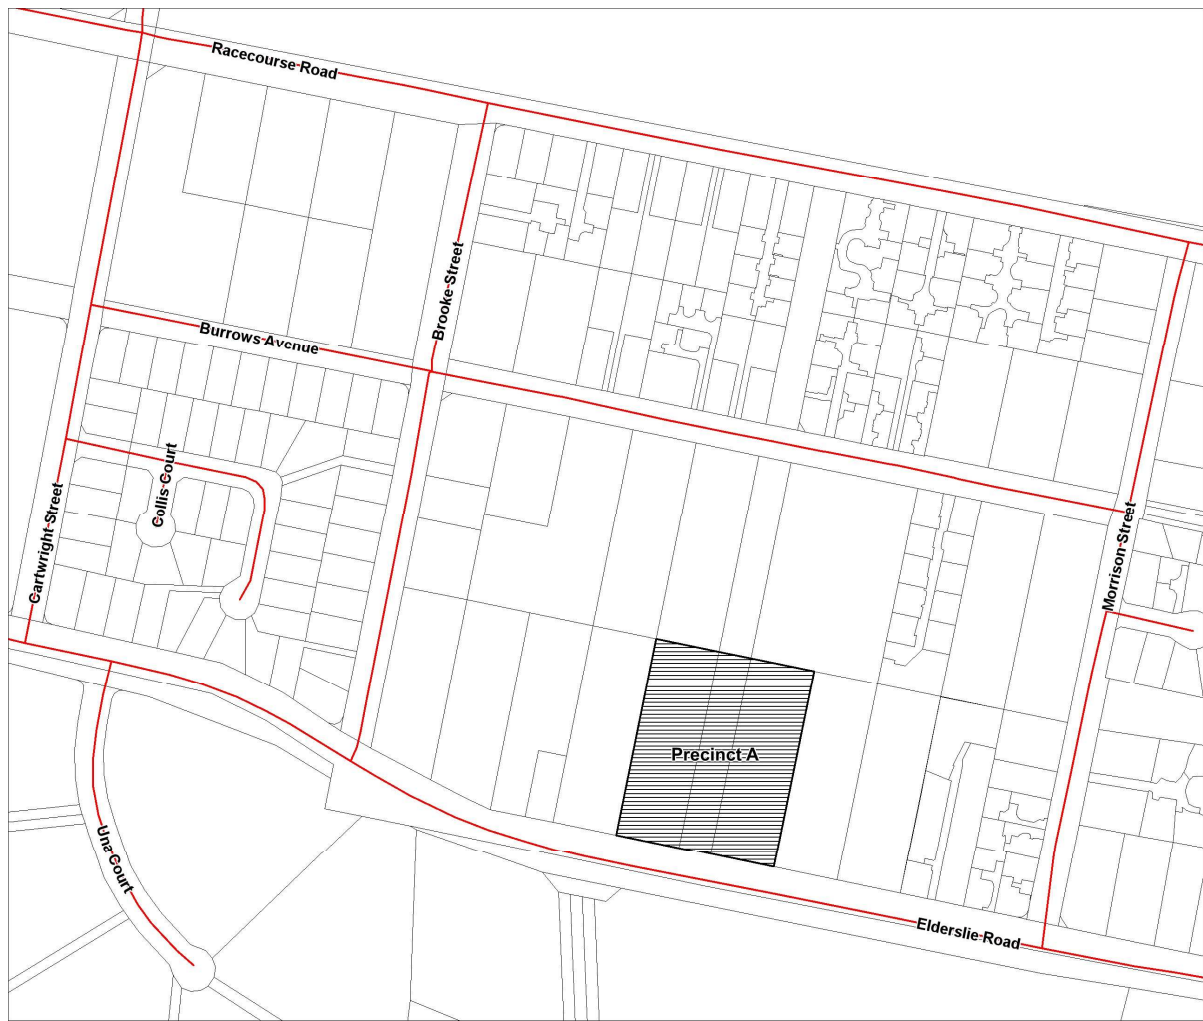 Racecourse Road
Brooke Street
Burrows Avenue
Collis Court
Cartwright Street
Morrison Street
Precinct A
Una Court
Elderslie Road